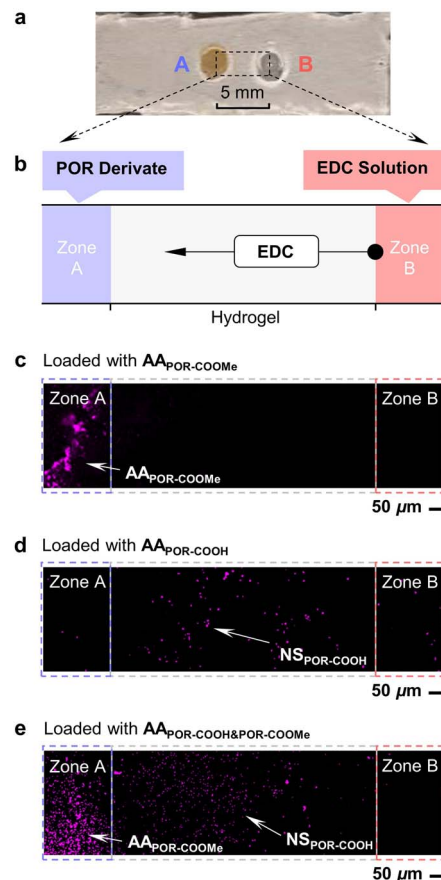 a
A
B
5 mm
b
POR Derivate
EDC Solution
Zone A
EDC
Zone B
Hydrogel
c Loaded with AAPOR-COOMe
Zone A
Zone B
AAPOR-COOMe
50 µm
d Loaded with AAPOR-COOH
Zone A
Zone B
NSPOR-COOH
50 µm
e Loaded with AAPOR-COOH&POR-COOMe
Zone A
Zone B
AAPOR-COOMe
NSPOR-COOH
50 µm